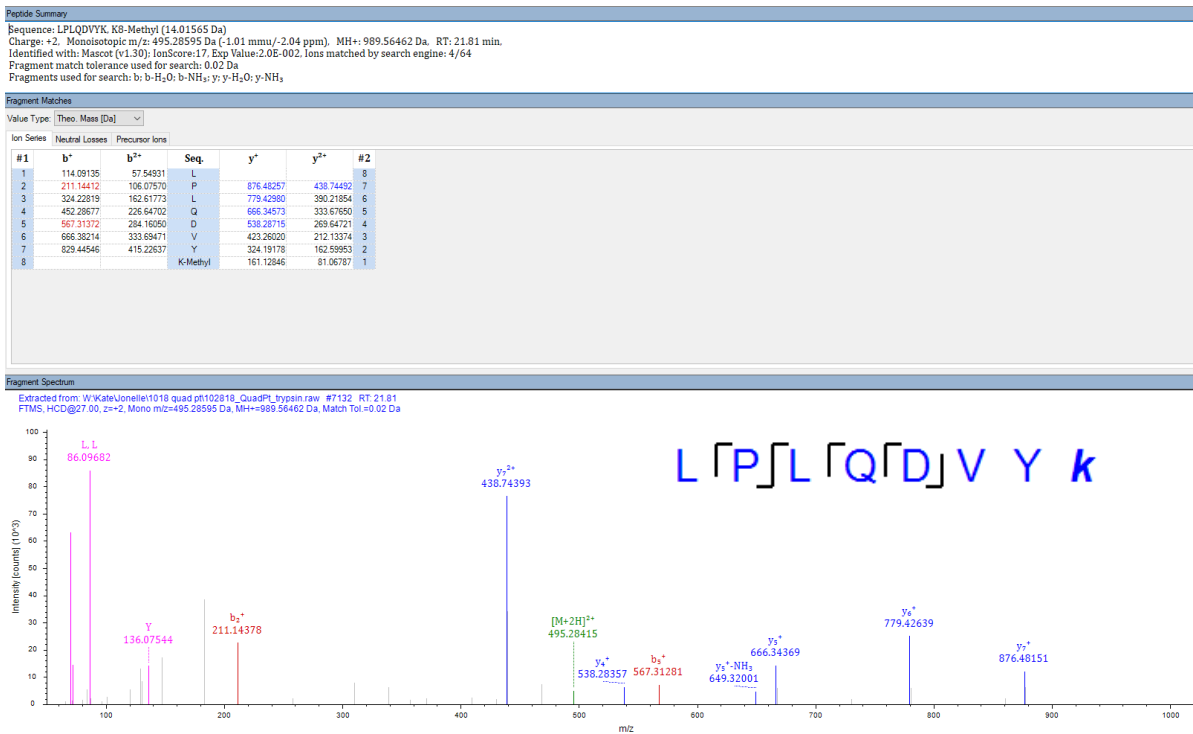 Peptide Summary
Sequence: LPLQDVYK, K8-Methyl (14.01565 Da)
Charge: +2, Monoisotopic m/z: 495.28595 Da (-1.01 mmu/-2.04 ppm), MH+: 989.56462 Da, RT: 21.81 min,
Identified with: Mascot (v1.30); IonScore:17, Exp Value:2.0E-002, Ions matched by search engine: 4/64
Fragment match tolerance used for search: 0.02 Da
Fragments used for search: b; b-H₂O; b-NH₃; y; y-H₂O; y-NH₃
Fragment Matches
Value Type: Theo. Mass [Da]
Ion Series Neutral Losses Precursor Ions
#1 b⁺ b²⁺ Seq. y⁺ y²⁺ #2
1 114.09135 57.54931 L 8
2 211.14412 106.07570 P 876.48257 438.74492 7
3 324.22819 162.61773 L 779.42980 390.21854 6
4 452.28677 226.64702 Q 666.34573 333.67650 5
5 567.31372 284.16050 D 538.28715 269.64721 4
6 666.38214 333.69471 V 423.26020 212.13374 3
7 829.44546 415.22637 Y 324.19178 162.59953 2
8 K-Methyl 161.12846 81.06787 1
Fragment Spectrum
Extracted from: W:\Kate\Jonelle\1018 quad pt\102818_QuadPt_trypsin.raw #7132 RT: 21.81
FTMS, HCD@27.00, z=+2, Mono m/z=495.28595 Da, MH+=989.56462 Da, Match Tol.=0.02 Da
L P L Q D V Y k
Intensity [counts] (10^3)
100
90
80
70
60
50
40
30
20
10
0
L, L
86.09682
Y
136.07544
b₂⁺
211.14378
y₇²⁺
438.74393
[M+2H]²⁺
495.28415
y₄⁺
538.28357
b₅⁺
567.31281
y₅⁺-NH₃
649.32001
y₅⁺
666.34369
y₆⁺
779.42639
y₇⁺
876.48151
100 200 300 400 500 600 700 800 900 1000
m/z